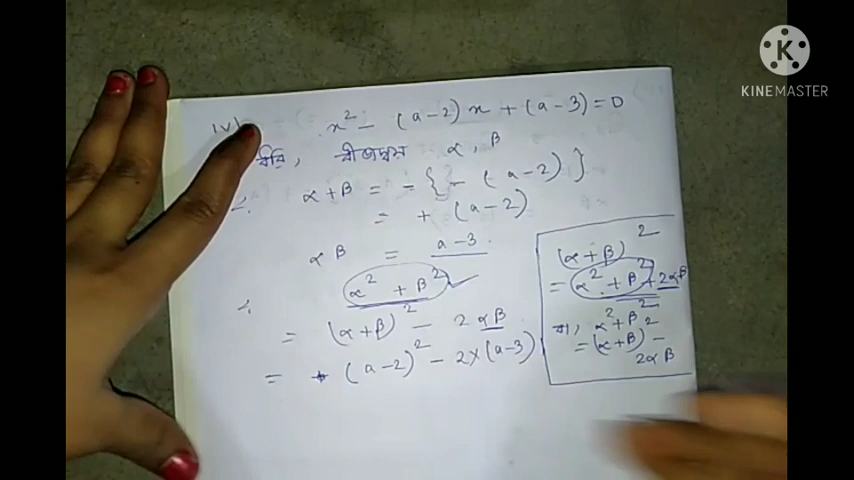 KINEMASTER
iv) x² - (a-2) x + (a-3) = 0
ধরি, বীজদ্বয় α, β
∴ α + β = - { - (a-2) }
= + (a-2)
αβ = a-3
∴ α² + β²
= (α+β)² - 2αβ
= (a-2)² - 2×(a-3)
(α+β)²
= α² + β² + 2αβ
বা, α² + β²
= (α+β)² -
2αβ